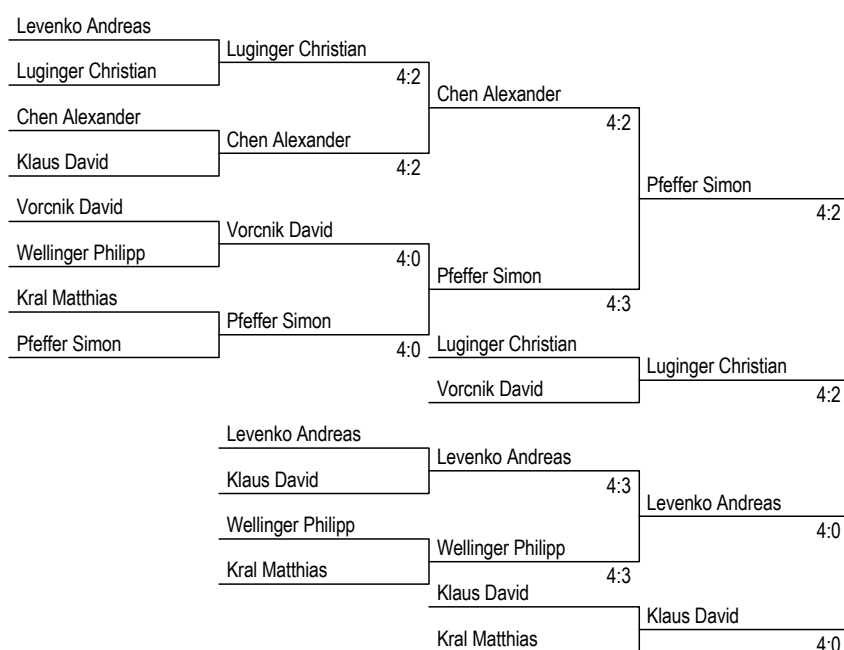 Levenko Andreas
Luginger Christian
Luginger Christian
4:2
Chen Alexander
Chen Alexander
4:2
Chen Alexander
Klaus David
4:2
Pfeffer Simon
4:2
Vorcnik David
Vorcnik David
Wellinger Philipp
4:0
Pfeffer Simon
4:3
Kral Matthias
Pfeffer Simon
Pfeffer Simon
4:0
Luginger Christian
Luginger Christian
4:2
Vorcnik David
Levenko Andreas
Levenko Andreas
Klaus David
4:3
Levenko Andreas
4:0
Wellinger Philipp
Wellinger Philipp
Kral Matthias
4:3
Klaus David
Klaus David
Kral Matthias
4:0